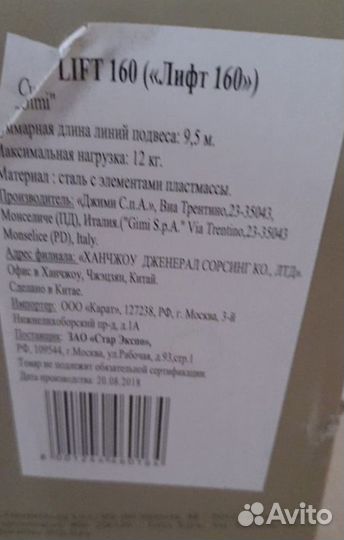 LIFT 160 («Лифт 160»)
Gimi"
уммарная длина линий подвеса: 9,5 м.
Максимальная нагрузка: 12 кг.
Материал : сталь с элементами пластмассы.
Производитель: «Джими С.п.А.», Виа Трентино,23-35043,
Монселиче (ПД), Италия.("Gimi S.p.A." Via Trentino,23-35043
Monselice (PD), Italy.
Адрес филиала: «ХАНЧЖОУ ДЖЕНЕРАЛ СОРСИНГ КО., ЛТД».
Офис в Ханчжоу, Чжэцзян, Китай.
Сделано в Китае.
Импортер: ООО «Карат», 127238, РФ, г. Москва, 3-й
Нижнелихоборский пр-д, д.1А
Поставщик: ЗАО «Стар Экспо»,
РФ, 109544, г.Москва, ул.Рабочая, д.93,стр.1
Товар не подлежит обязательной сертификации
Дата производства: 20.08.2018
Avito